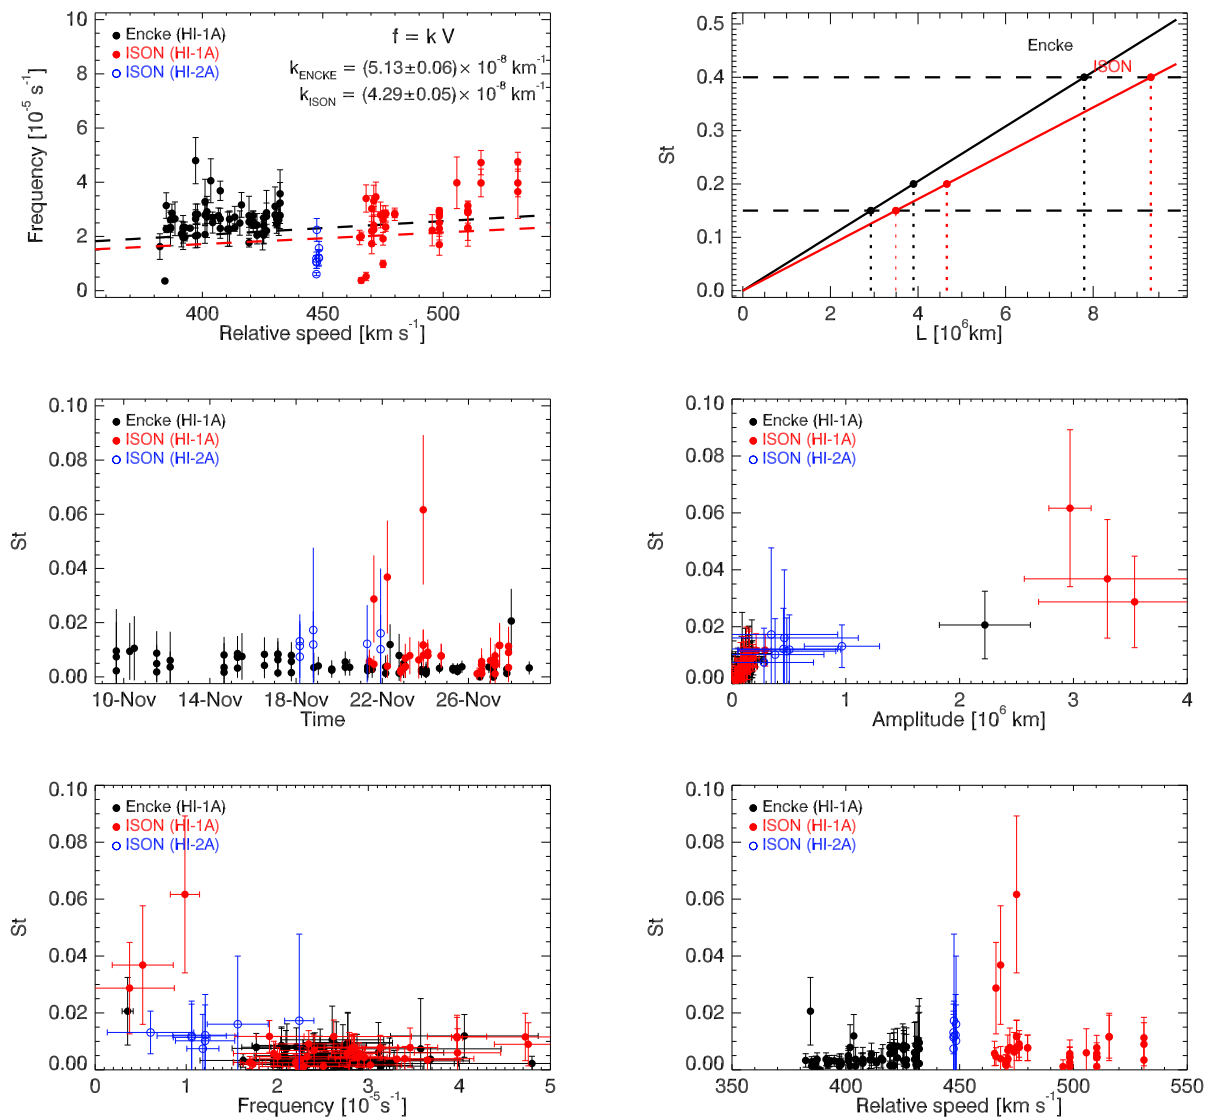 Encke (HI-1A)
ISON (HI-1A)
ISON (HI-2A)
f = k V
k_ENCKE = (5.13±0.06)× 10^-8 km^-1
k_ISON = (4.29±0.05)× 10^-8 km^-1
Frequency [10^-5 s^-1]
10
8
6
4
2
0
400
450
500
Relative speed [km s^-1]
Encke
ISON
St
0.5
0.4
0.3
0.2
0.1
0.0
0
2
4
6
8
L [10^6km]
Encke (HI-1A)
ISON (HI-1A)
ISON (HI-2A)
St
0.10
0.08
0.06
0.04
0.02
0.00
10-Nov
14-Nov
18-Nov
22-Nov
26-Nov
Time
Encke (HI-1A)
ISON (HI-1A)
ISON (HI-2A)
St
0.10
0.08
0.06
0.04
0.02
0.00
0
1
2
3
4
Amplitude [10^6 km]
Encke (HI-1A)
ISON (HI-1A)
ISON (HI-2A)
St
0.10
0.08
0.06
0.04
0.02
0.00
0
1
2
3
4
5
Frequency [10^-5s^-1]
Encke (HI-1A)
ISON (HI-1A)
ISON (HI-2A)
St
0.10
0.08
0.06
0.04
0.02
0.00
350
400
450
500
550
Relative speed [km s^-1]